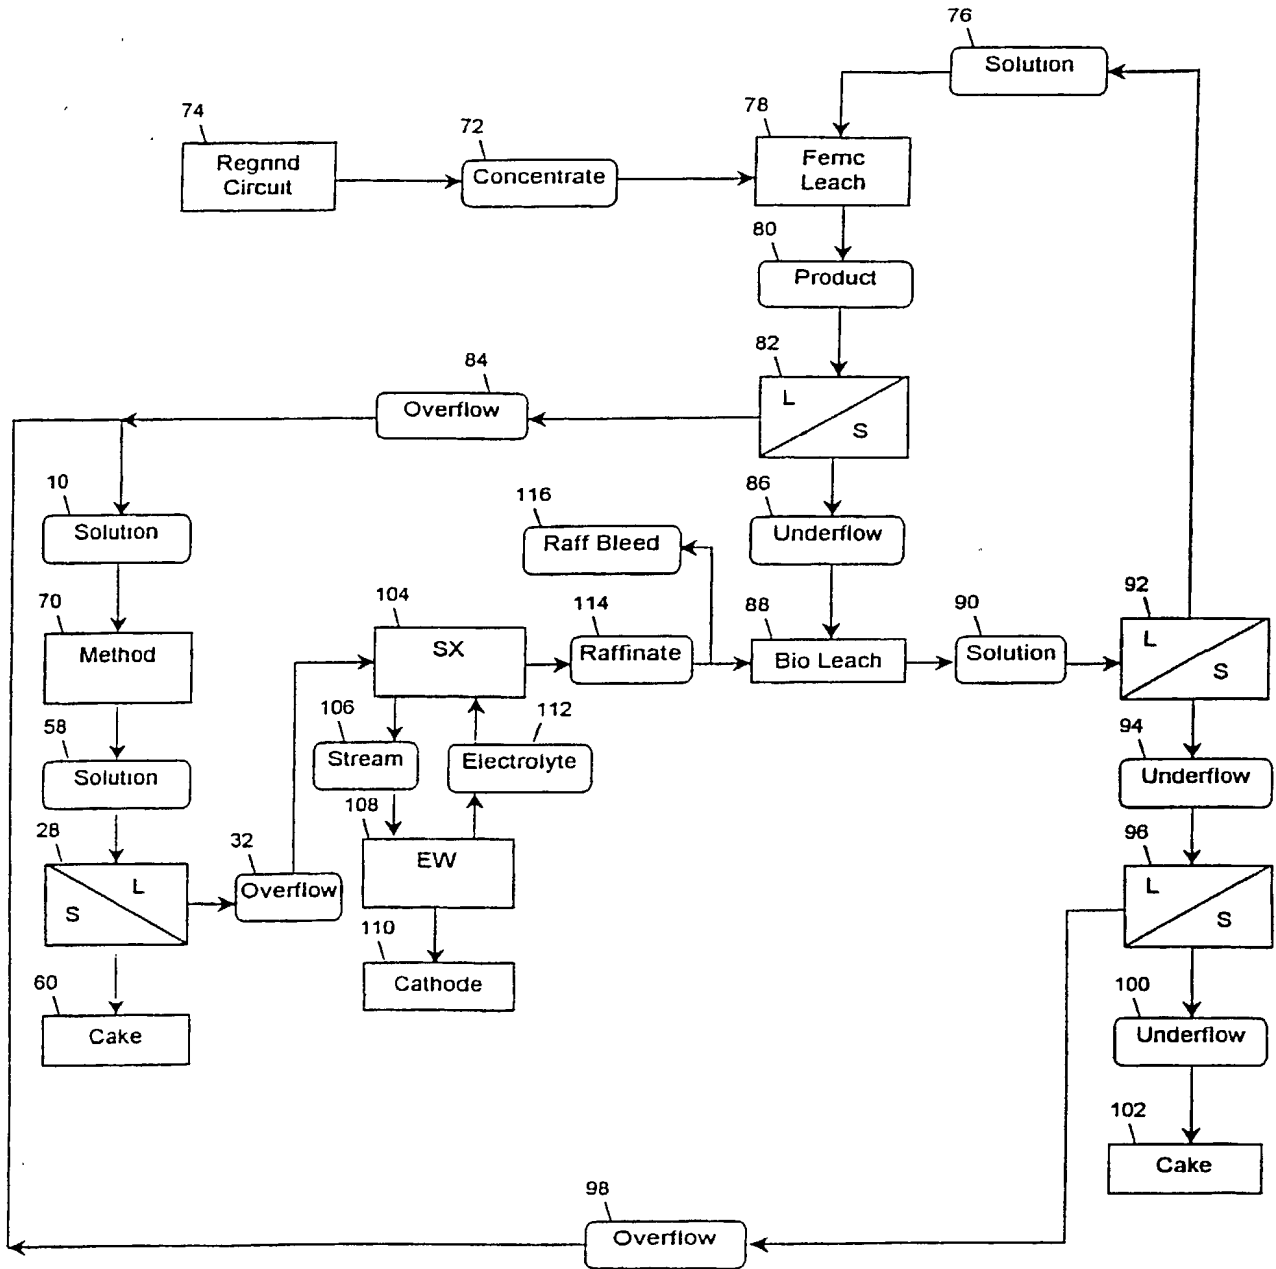 76
Solution
74
Regrind
Circuit
72
Concentrate
78
Ferric
Leach
80
Product
82
L
S
84
Overflow
10
Solution
116
Raff Bleed
86
Underflow
70
Method
104
SX
114
Raffinate
88
Bio Leach
90
Solution
92
L
S
58
Solution
106
Stream
112
Electrolyte
94
Underflow
28
L
S
32
Overflow
108
EW
96
L
S
60
Cake
110
Cathode
100
Underflow
102
Cake
98
Overflow